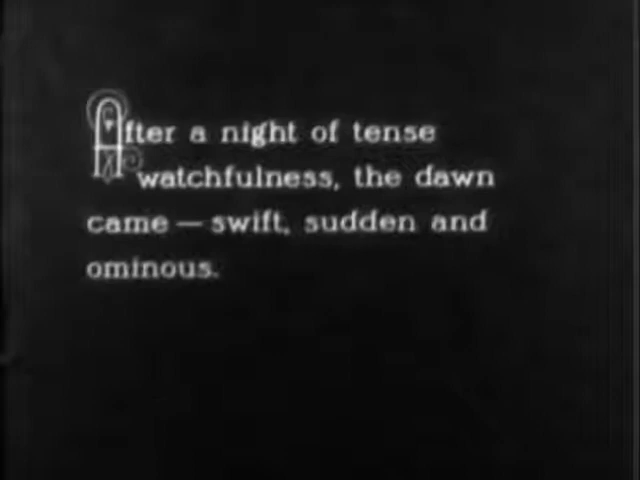 After a night of tense
watchfulness, the dawn
came — swift, sudden and
ominous.